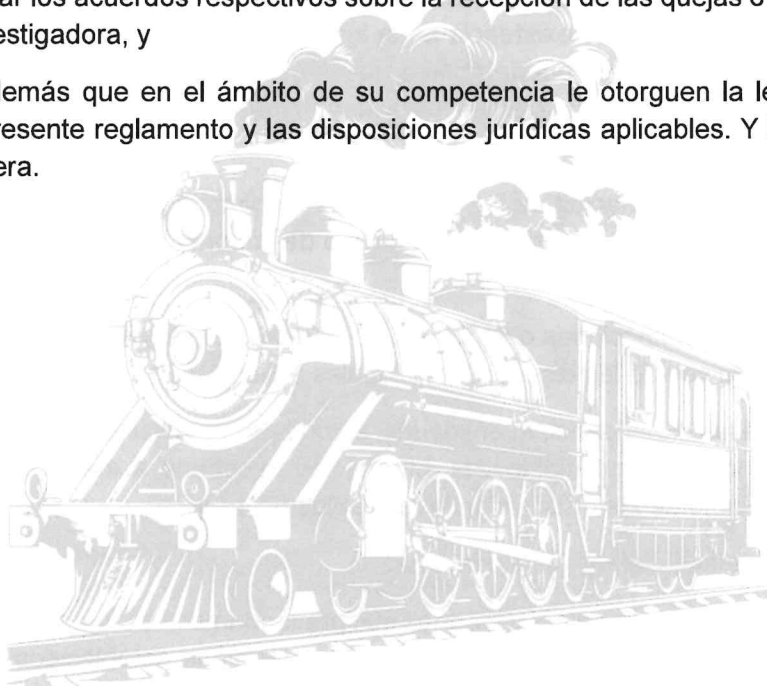 ar los acuerdos respectivos sobre la recepción de las quejas o
estigadora, y
demás que en el ámbito de su competencia le otorguen la le
resente reglamento y las disposiciones jurídicas aplicables. Y
era.